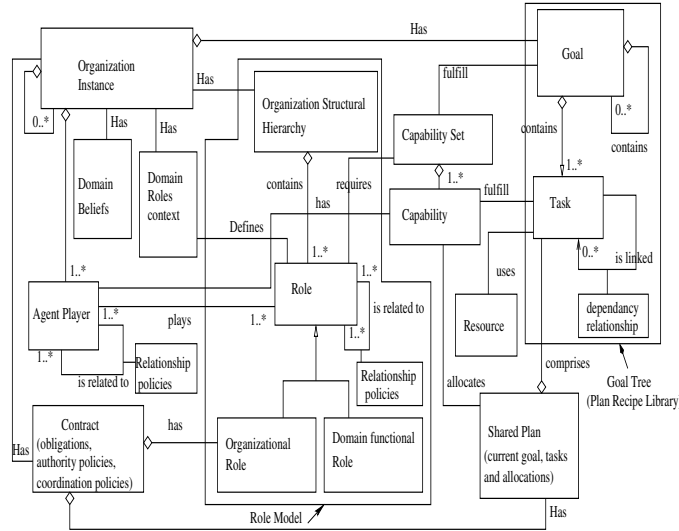 Has
Goal
Organization
Instance
Has
fulfill
Organization Structural
Hierarchy
Capability Set
0..*
Has
Has
0..*
contains
contains
Domain
Beliefs
Domain
Roles
context
contains
requires
1..*
1..*
has
Capability
fulfill
Task
Defines
1..*
1..*
1..*
0..*
is linked
Agent Player
1..*
plays
1..*
Role
is related to
1..*
uses
Resource
dependancy
relationship
1..*
is related to
Relationship
policies
Relationship
policies
allocates
comprises
Goal Tree
(Plan Recipe Library)
Contract
(obligations,
authority policies,
coordination policies)
Has
has
Organizational
Role
Domain functional
Role
Shared Plan
(current goal, tasks
and allocations)
Role Model
Has